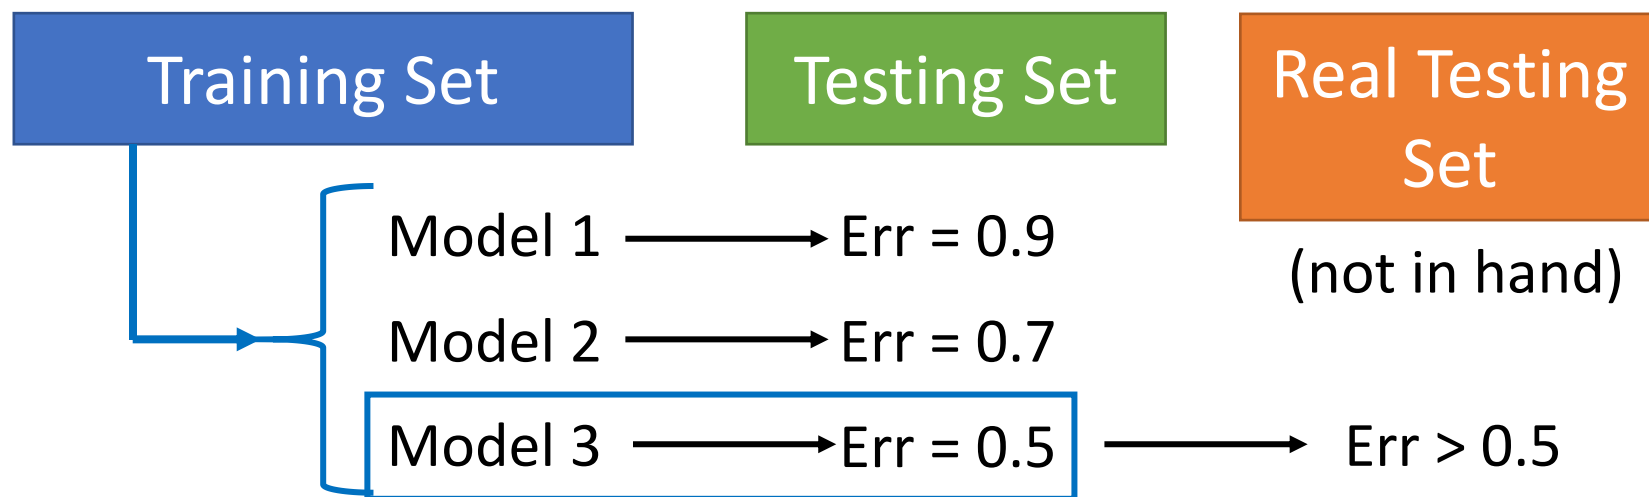 Training Set
Testing Set
Real Testing
Set
(not in hand)
Model 1
Err = 0.9
Model 2
Err = 0.7
Model 3
Err = 0.5
Err > 0.5